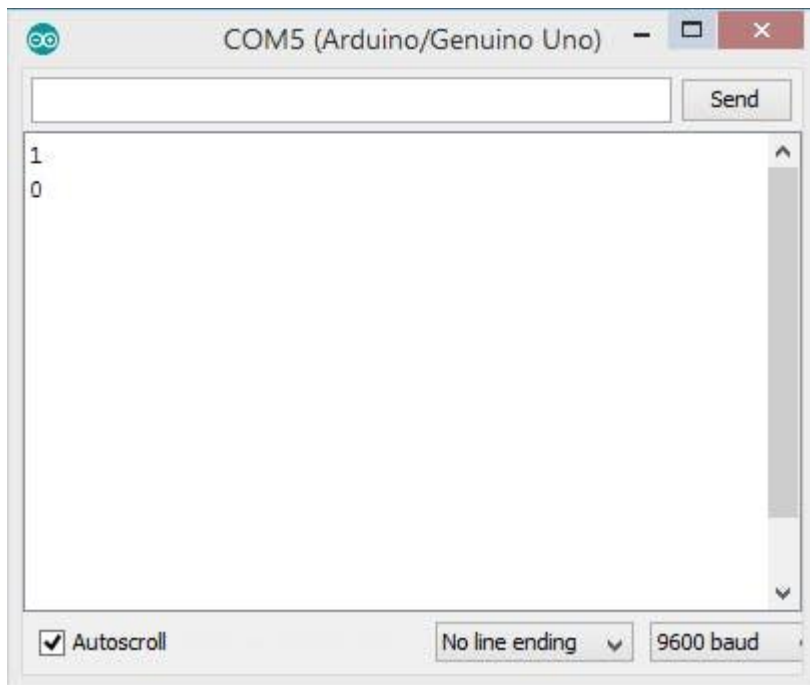 COM5 (Arduino/Genuino Uno)
Send
1
0
Autoscroll
No line ending
9600 baud